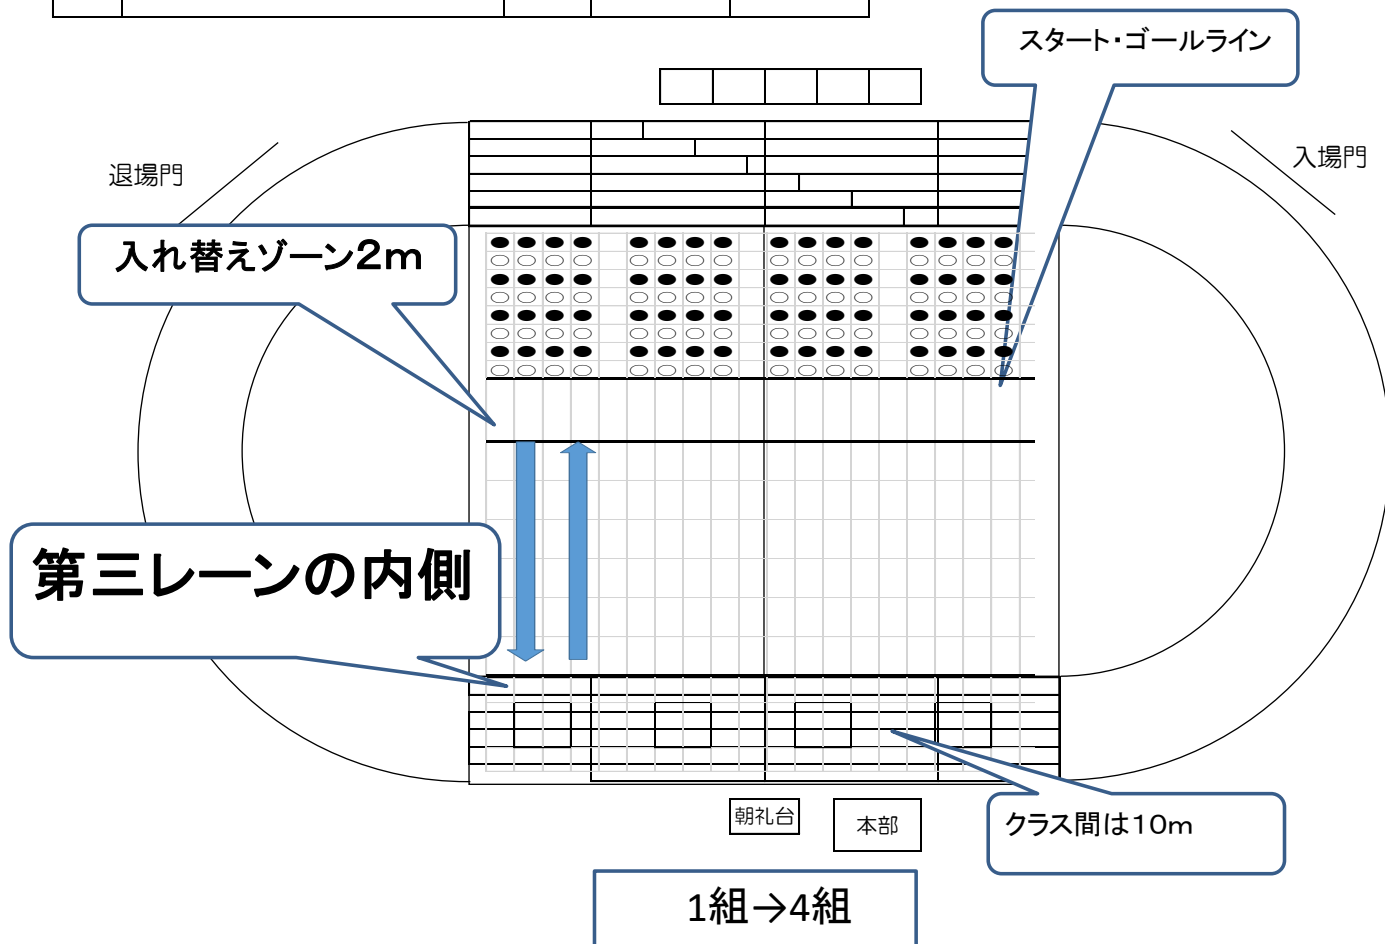 スタート・ゴールライン
退場門
入場門
入れ替えゾーン2m
第三レーンの内側
朝礼台
本部
クラス間は10m
1組→4組